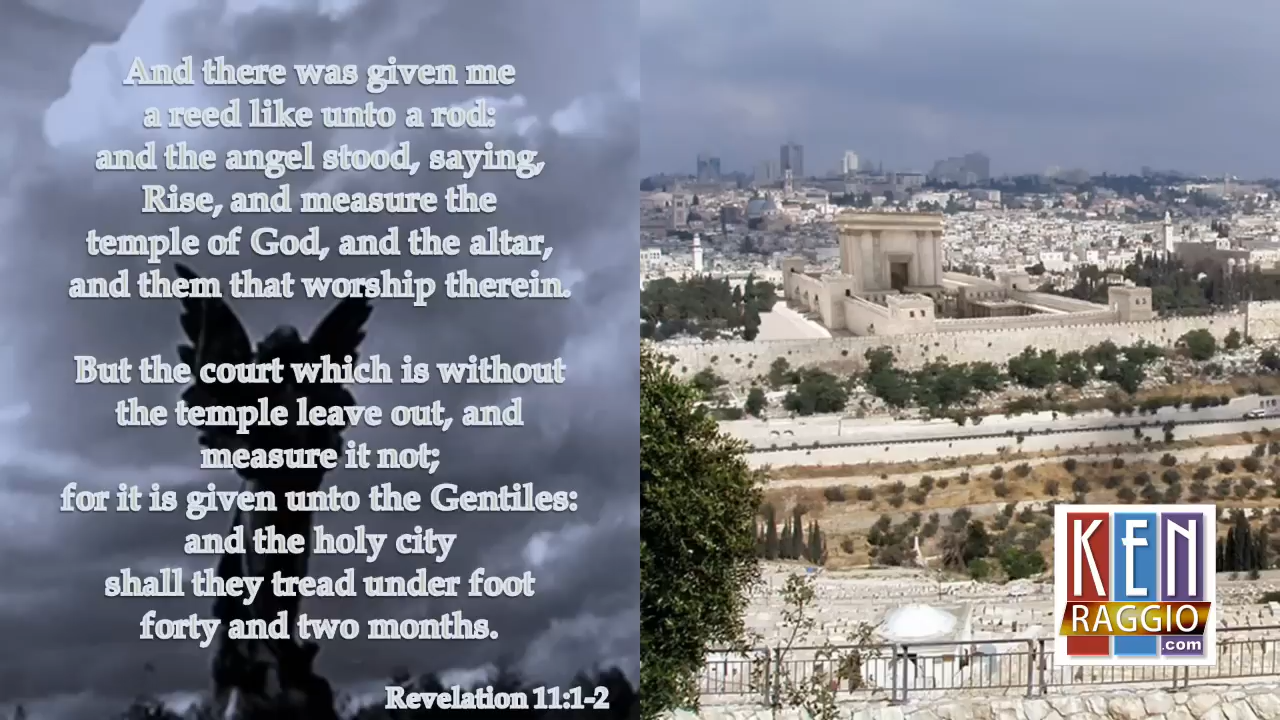 And there was given me
a reed like unto a rod:
and the angel stood, saying,
Rise, and measure the
temple of God, and the altar,
and them that worship therein.
But the court which is without
the temple leave out, and
measure it not;
for it is given unto the Gentiles:
and the holy city
shall they tread under foot
forty and two months.
Revelation 11:1-2
KEN
RAGGIO
.com